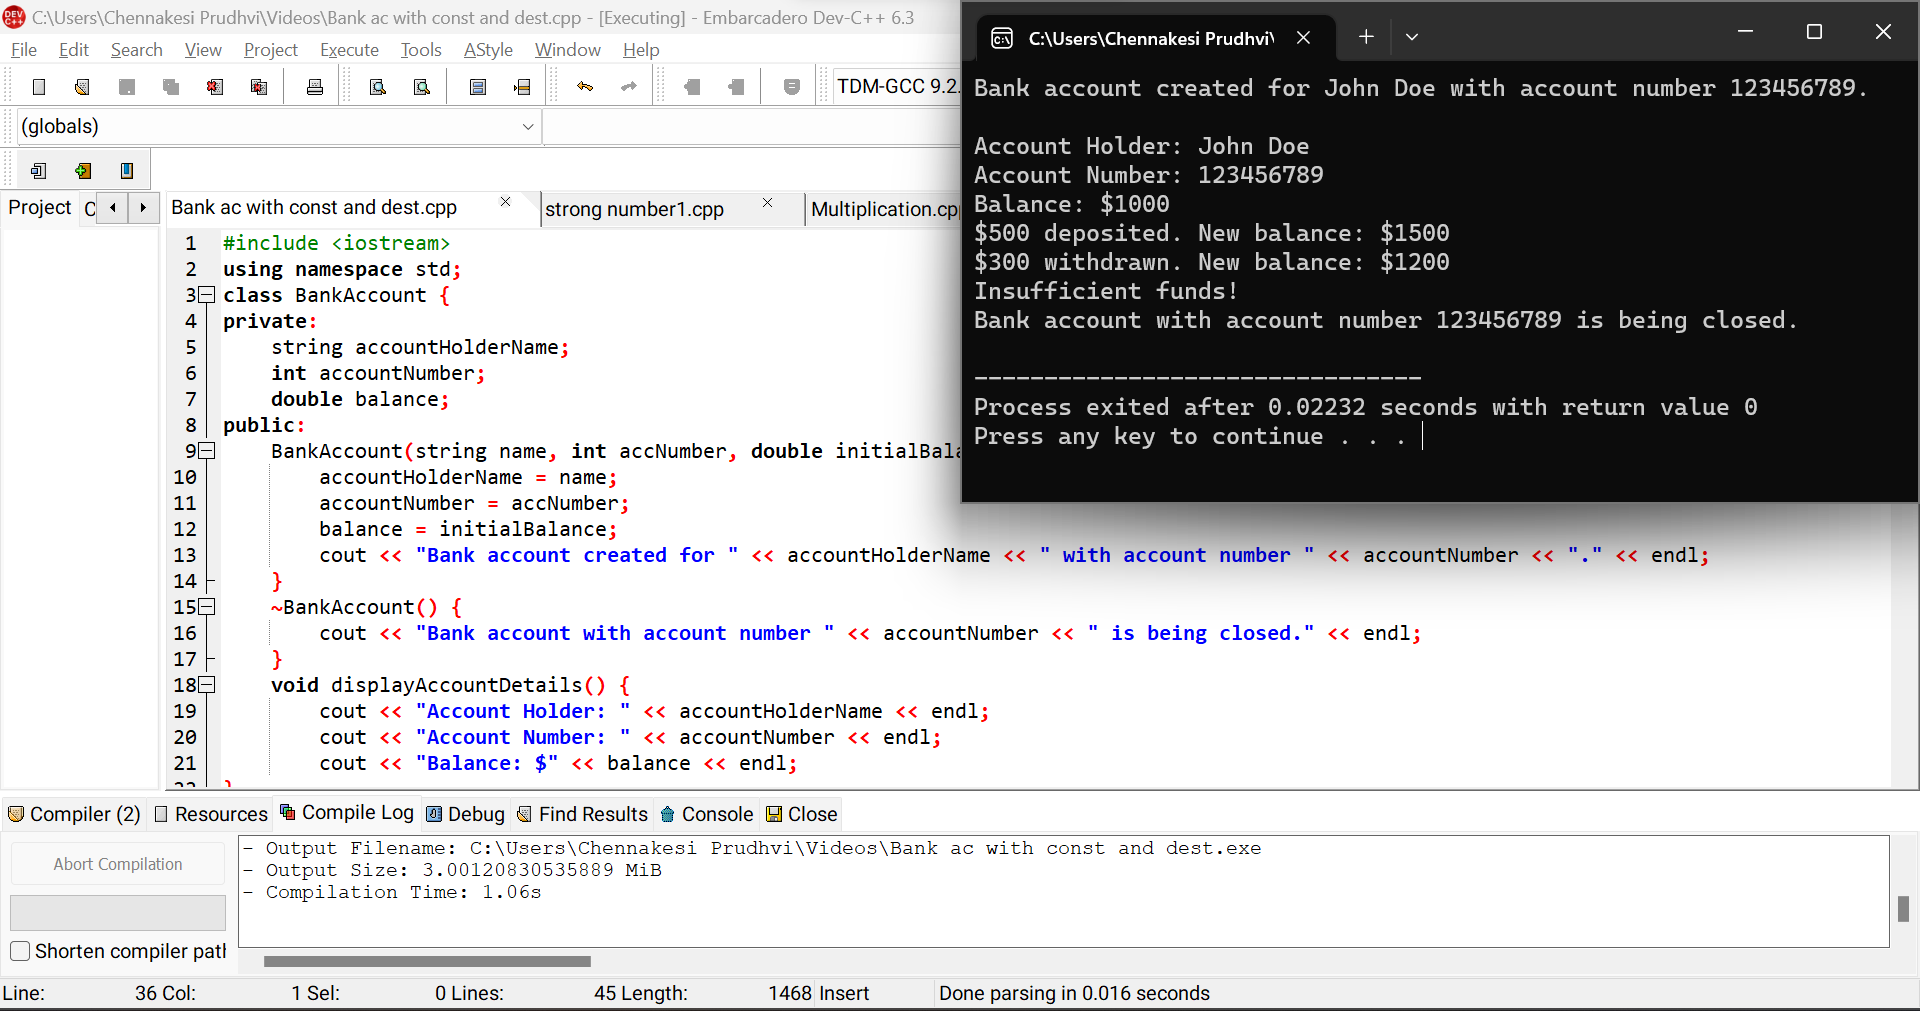 C:\Users\Chennakesi Prudhvi\Videos\Bank ac with const and dest.cpp - [Executing] - Embarcadero Dev-C++ 6.3
File Edit Search View Project Execute Tools AStyle Window Help
TDM-GCC 9.2.
(globals)
Project
Bank ac with const and dest.cpp
strong number1.cpp
Multiplication.cp
1 #include <iostream>
2 using namespace std;
3 class BankAccount {
4 private:
5 string accountHolderName;
6 int accountNumber;
7 double balance;
8 public:
9 BankAccount(string name, int accNumber, double initialBala
10 accountHolderName = name;
11 accountNumber = accNumber;
12 balance = initialBalance;
13 cout << "Bank account created for " << accountHolderName << " with account number " << accountNumber << "." << endl;
14 }
15 ~BankAccount() {
16 cout << "Bank account with account number " << accountNumber << " is being closed." << endl;
17 }
18 void displayAccountDetails() {
19 cout << "Account Holder: " << accountHolderName << endl;
20 cout << "Account Number: " << accountNumber << endl;
21 cout << "Balance: $" << balance << endl;
C:\Users\Chennakesi Prudhvi\
Bank account created for John Doe with account number 123456789.
Account Holder: John Doe
Account Number: 123456789
Balance: $1000
$500 deposited. New balance: $1500
$300 withdrawn. New balance: $1200
Insufficient funds!
Bank account with account number 123456789 is being closed.
--------------------------------
Process exited after 0.02232 seconds with return value 0
Press any key to continue . . .
Compiler (2) Resources Compile Log Debug Find Results Console Close
Abort Compilation
Shorten compiler path
- Output Filename: C:\Users\Chennakesi Prudhvi\Videos\Bank ac with const and dest.exe
- Output Size: 3.00120830535889 MiB
- Compilation Time: 1.06s
Line: 36 Col: 1 Sel: 0 Lines: 45 Length: 1468 Insert Done parsing in 0.016 seconds